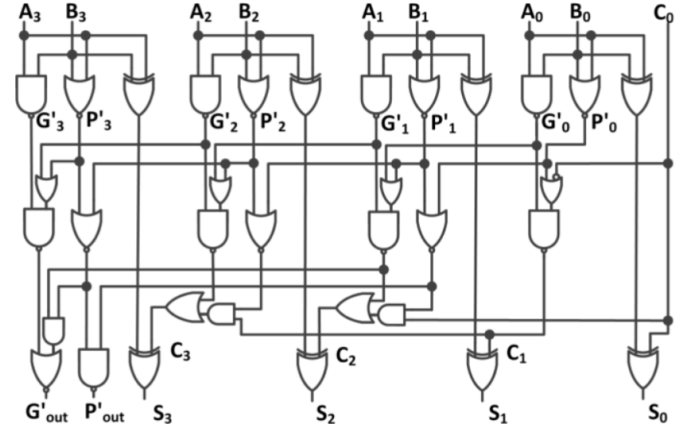 A₃ B₃ A₂ B₂ A₁ B₁ A₀ B₀ C₀
G'₃ P'₃ G'₂ P'₂ G'₁ P'₁ G'₀ P'₀
C₃ C₂ C₁
G'out P'out S₃ S₂ S₁ S₀